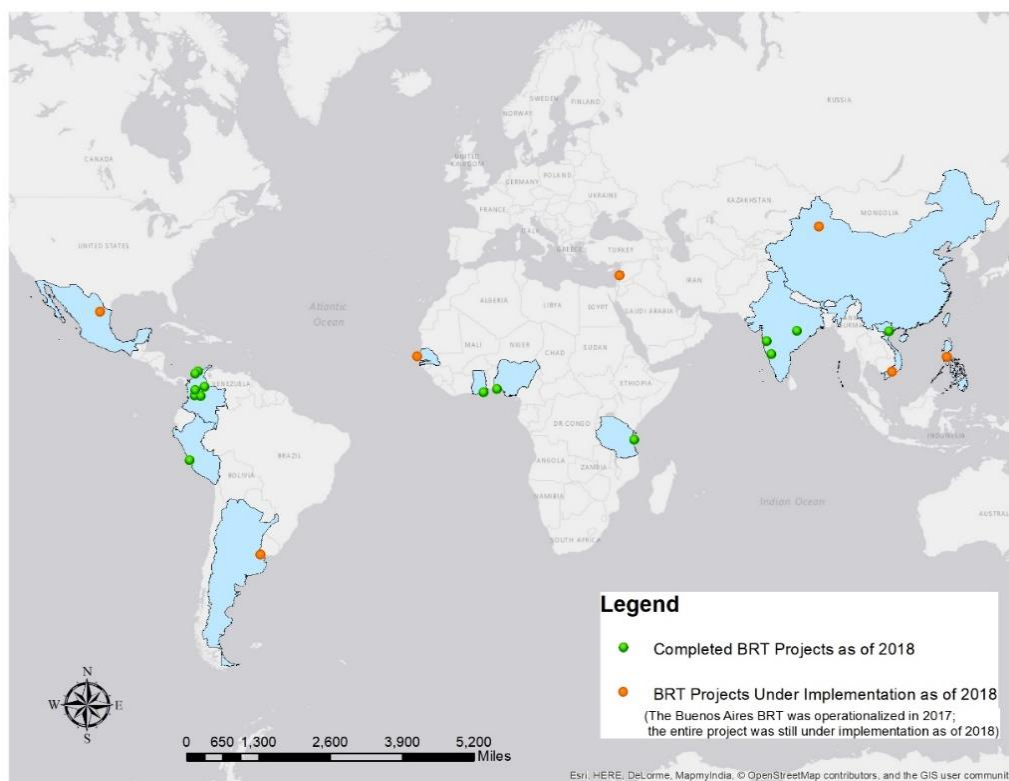 RUSSIA
SWEDEN
FINLAND
NORWAY
CANADA
UNITED
KINGDOM
POLAND
GERMANY
UKRAINE
KAZAKHSTAN
FRANCE
MONGOLIA
ITALY
UNITED STATES
GREECE
TURKEY
IRAN
Atlantic
Ocean
ALGERIA
LIBYA
EGYPT
SAUDI ARABIA
MALI
NIGER
CHAD
SUDAN
BURMA
VENEZUELA
ETHIOPIA
DR CONGO
INDONESIA
BRAZIL
ANGOLA
ZAMBIA
BOLIVIA
NAMIBIA
Indian Ocean
AUSTRAL
SOUTH AFRICA
Legend
Completed BRT Projects as of 2018
BRT Projects Under Implementation as of 2018
(The Buenos Aires BRT was operationalized in 2017;
the entire project was still under implementation as of 2018)
N
W E
S
0 650 1,300 2,600 3,900 5,200
Miles
Esri, HERE, DeLorme, MapmyIndia, © OpenStreetMap contributors, and the GIS user communit